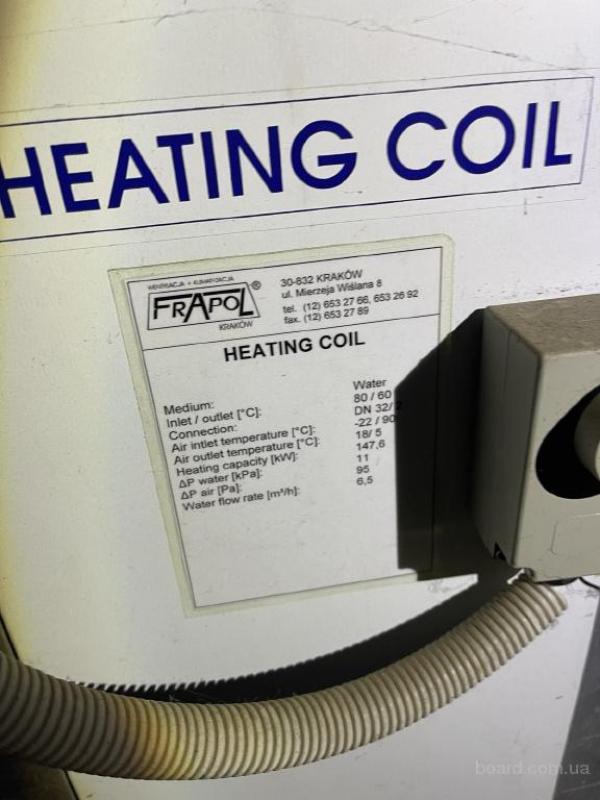 HEATING COIL
WENTYLACJA + KLIMATYZACJA
FRAPOL®
KRAKÓW
30-832 KRAKÓW
ul. Mierzeja Wiślana 8
tel. (12) 653 27 66, 653 26 92
fax. (12) 653 27 89
HEATING COIL
Medium: Water
Inlet / outlet [°C]: 80 / 60
Connection: DN 32/
Air intlet temperature [°C]: -22 / 90
Air outlet temperature [°C]: 18/ 5
Heating capacity [kW]: 147,6
ΔP water [kPa]: 11
ΔP air [Pa]: 95
Water flow rate [m³/h]: 6,5
board.com.ua